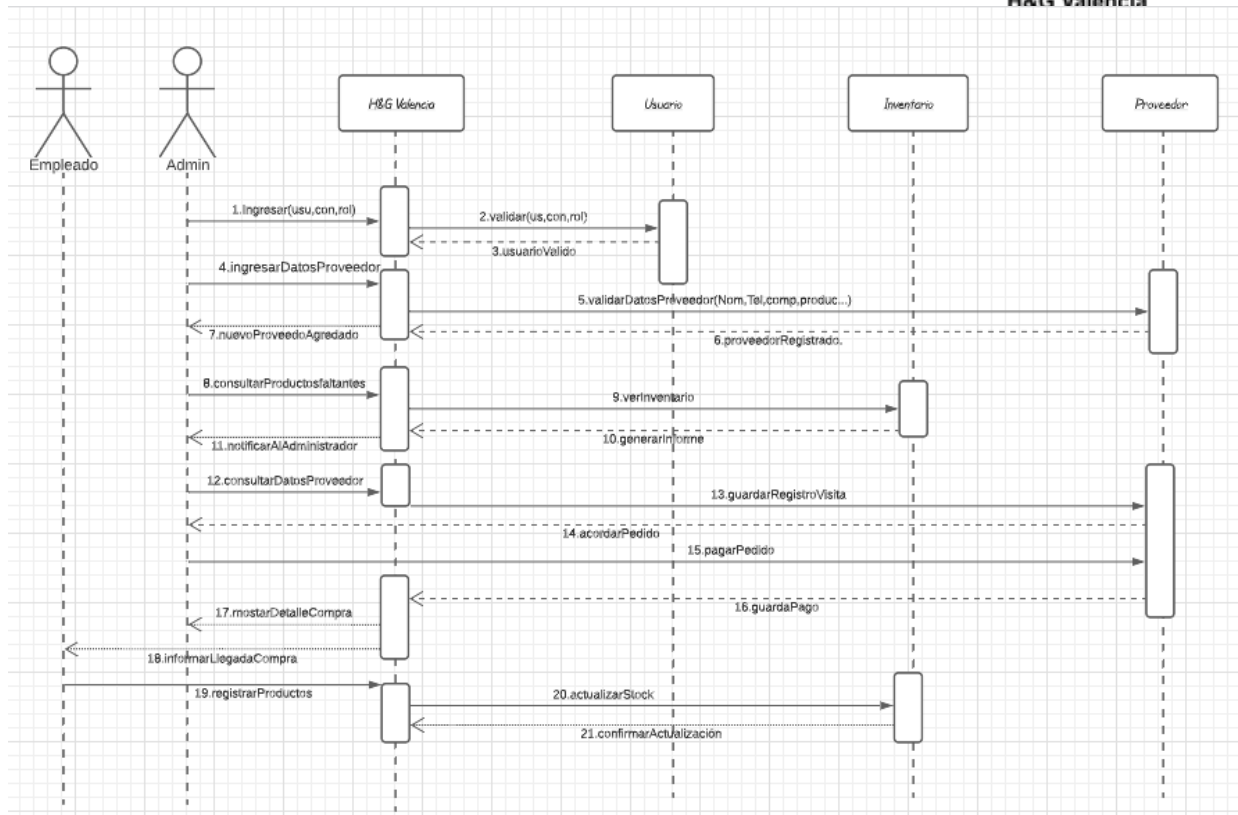 H&G Valencia
H&G Valencia
Usuario
Inventario
Proveedor
Empleado
Admin
1.Ingresar(usu,con,rol)
2.validar(us,con,rol)
3.usuarioValido
4.ingresarDatosProveedor
5.validarDatosProveedor(Nom,Tel,comp,produc...)
6.proveedorRegistrado.
7.nuevoProveedoAgredado
8.consultarProductosfaltantes
9.verInventario
10.generarInforme
11.notificarAlAdministrador
12.consultarDatosProveedor
13.guardarRegistroVisita
14.acordarPedido
15.pagarPedido
16.guardaPago
17.mostarDetalleCompra
18.informarLlegadaCompra
19.registrarProductos
20.actualizarStock
21.confirmarActualización